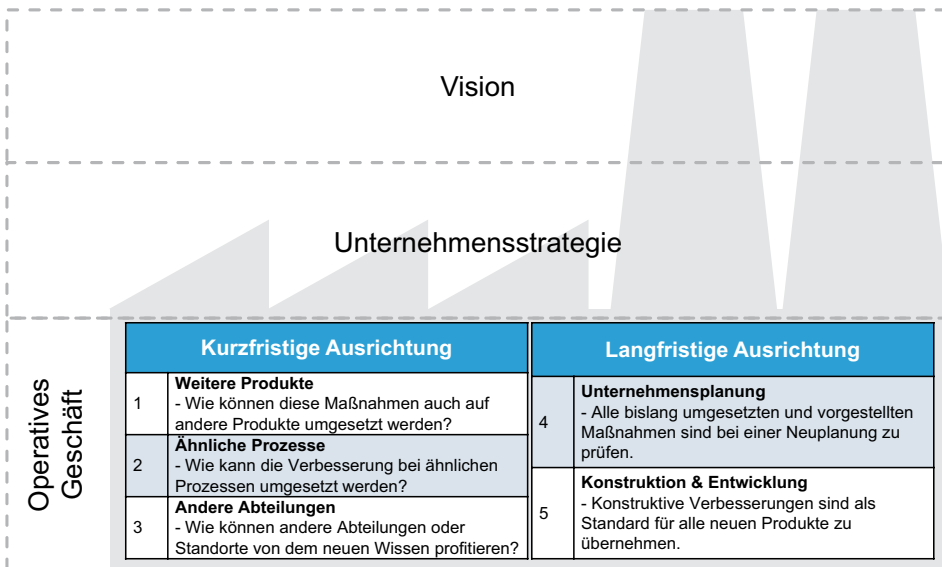 Vision
Unternehmensstrategie
Operatives
Geschäft
Kurzfristige Ausrichtung
1
Weitere Produkte
- Wie können diese Maßnahmen auch auf
andere Produkte umgesetzt werden?
2
Ähnliche Prozesse
- Wie kann die Verbesserung bei ähnlichen
Prozessen umgesetzt werden?
3
Andere Abteilungen
- Wie können andere Abteilungen oder
Standorte von dem neuen Wissen profitieren?
Langfristige Ausrichtung
4
Unternehmensplanung
- Alle bislang umgesetzten und vorgestellten
Maßnahmen sind bei einer Neuplanung zu
prüfen.
5
Konstruktion & Entwicklung
- Konstruktive Verbesserungen sind als
Standard für alle neuen Produkte zu
übernehmen.